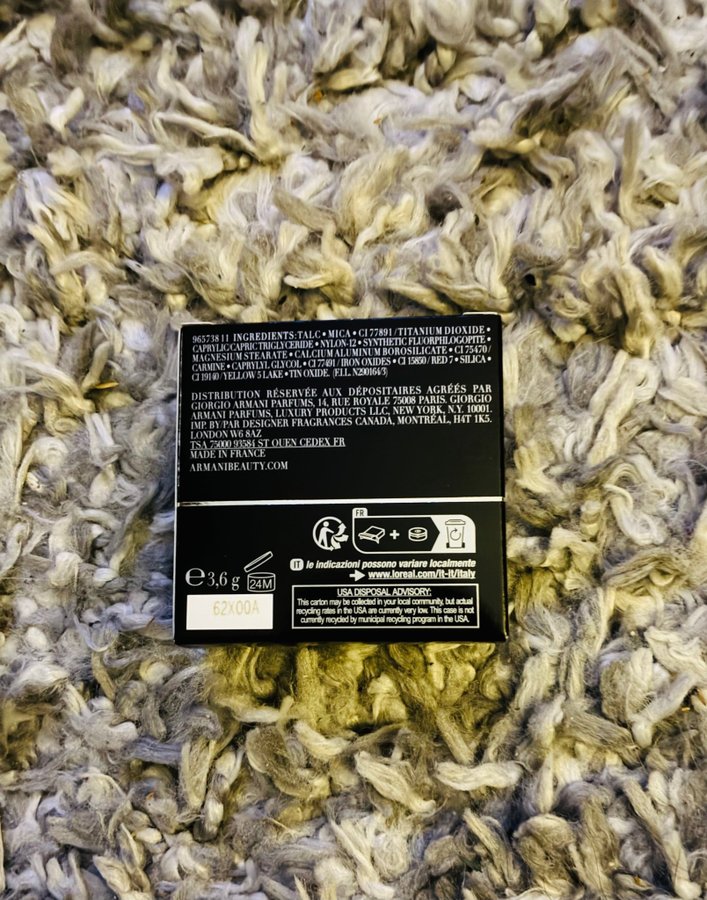 965738 11 INGREDIENTS: TALC • MICA • CI 77891 / TITANIUM DIOXIDE •
CAPRYLIC/CAPRIC TRIGLYCERIDE • NYLON-12 • SYNTHETIC FLUORPHLOGOPITE •
MAGNESIUM STEARATE • CALCIUM ALUMINUM BOROSILICATE • CI 75470 /
CARMINE • CAPRYLYL GLYCOL • CI 77491 / IRON OXIDES • CI 15850 / RED 7 • SILICA •
CI 19140 / YELLOW 5 LAKE • TIN OXIDE. (F.I.L. N290164/3)
DISTRIBUTION RÉSERVÉE AUX DÉPOSITAIRES AGRÉÉS PAR
GIORGIO ARMANI PARFUMS, 14, RUE ROYALE 75008 PARIS. GIORGIO
ARMANI PARFUMS, LUXURY PRODUCTS LLC, NEW YORK, N.Y. 10001.
IMP. BY/PAR DESIGNER FRAGRANCES CANADA, MONTRÉAL, H4T 1K5.
LONDON W6 8AZ
TSA 75000 93584 ST OUEN CEDEX FR
MADE IN FRANCE
ARMANIBEAUTY.COM
FR
+
IT le indicazioni possono variare localmente
www.loreal.com/it-it/italy
e 3,6 g 24M
62X00A
USA DISPOSAL ADVISORY:
This carton may be collected in your local community, but actual
recycling rates in the USA are currently very low. This case is not
currently recycled by municipal recycling program in the USA.